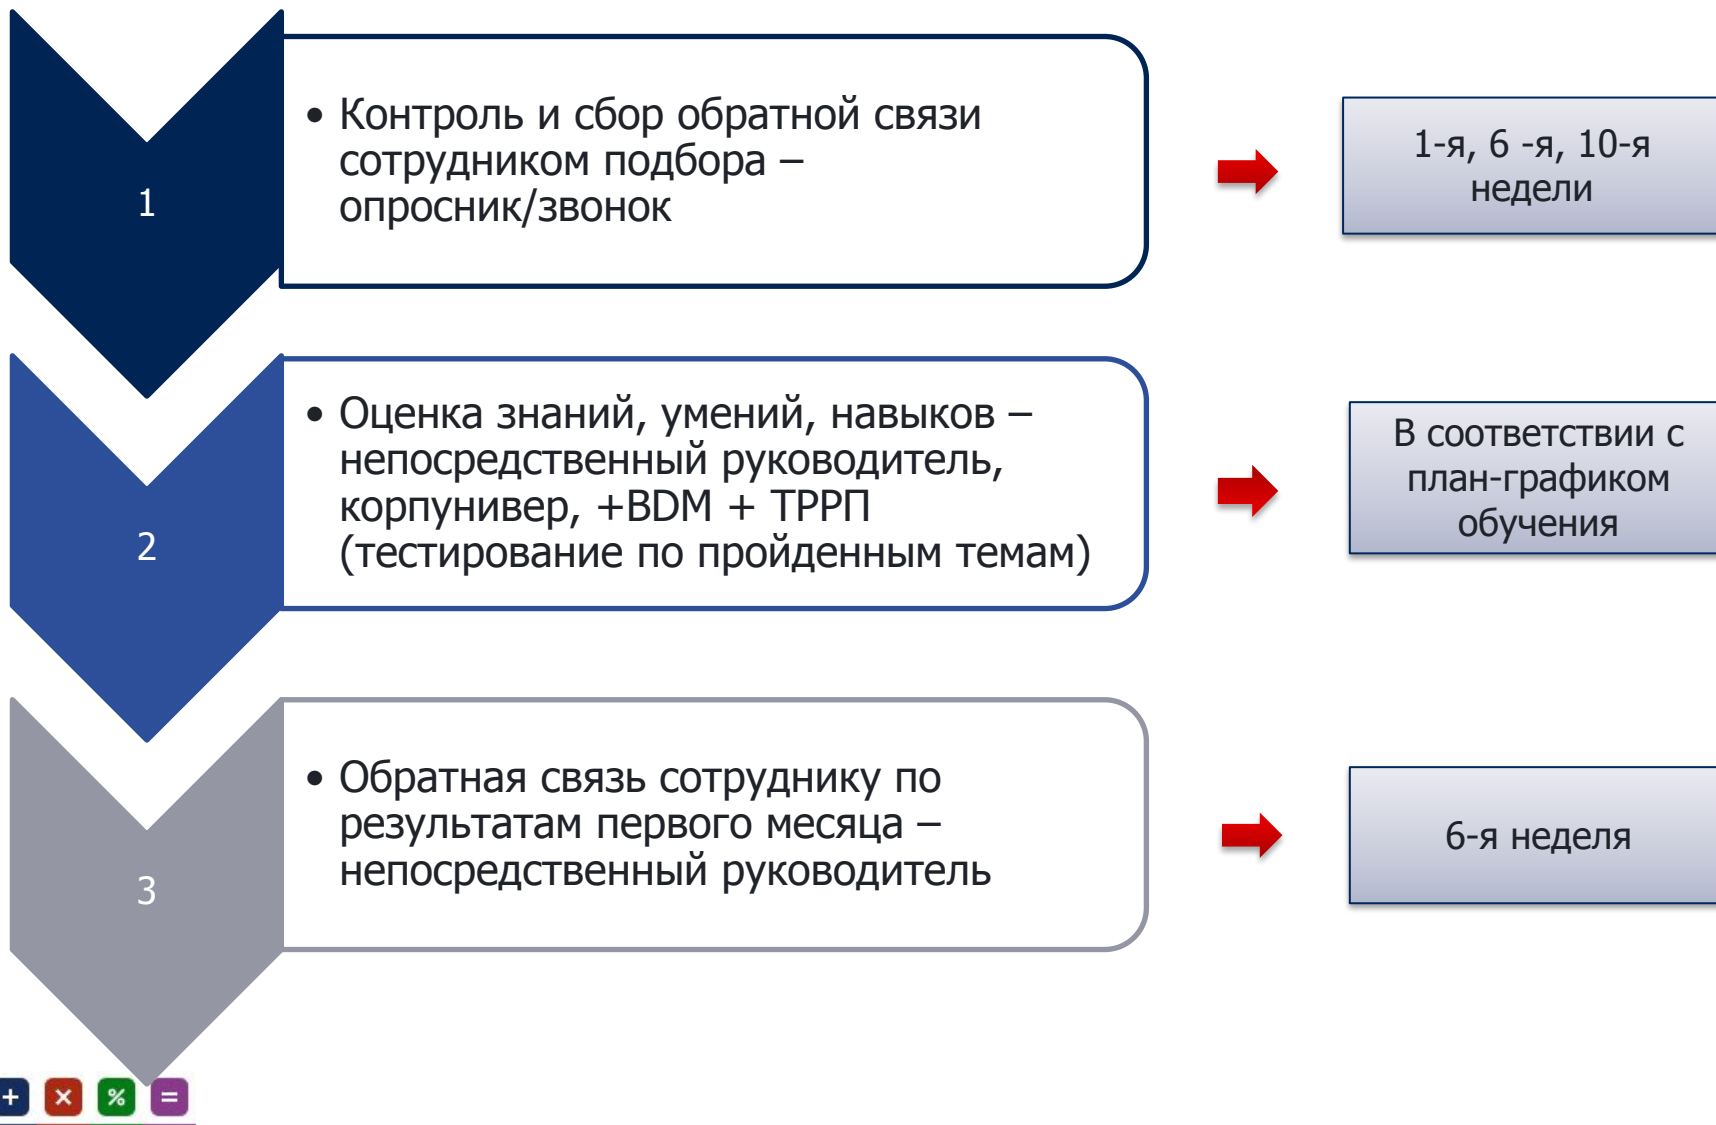 1
• Контроль и сбор обратной связи
сотрудником подбора –
опросник/звонок
1-я, 6 -я, 10-я
недели
2
• Оценка знаний, умений, навыков –
непосредственный руководитель,
корпунивер, +BDM + ТРРП
(тестирование по пройденным темам)
В соответствии с
план-графиком
обучения
3
• Обратная связь сотруднику по
результатам первого месяца –
непосредственный руководитель
6-я неделя
+ × % =